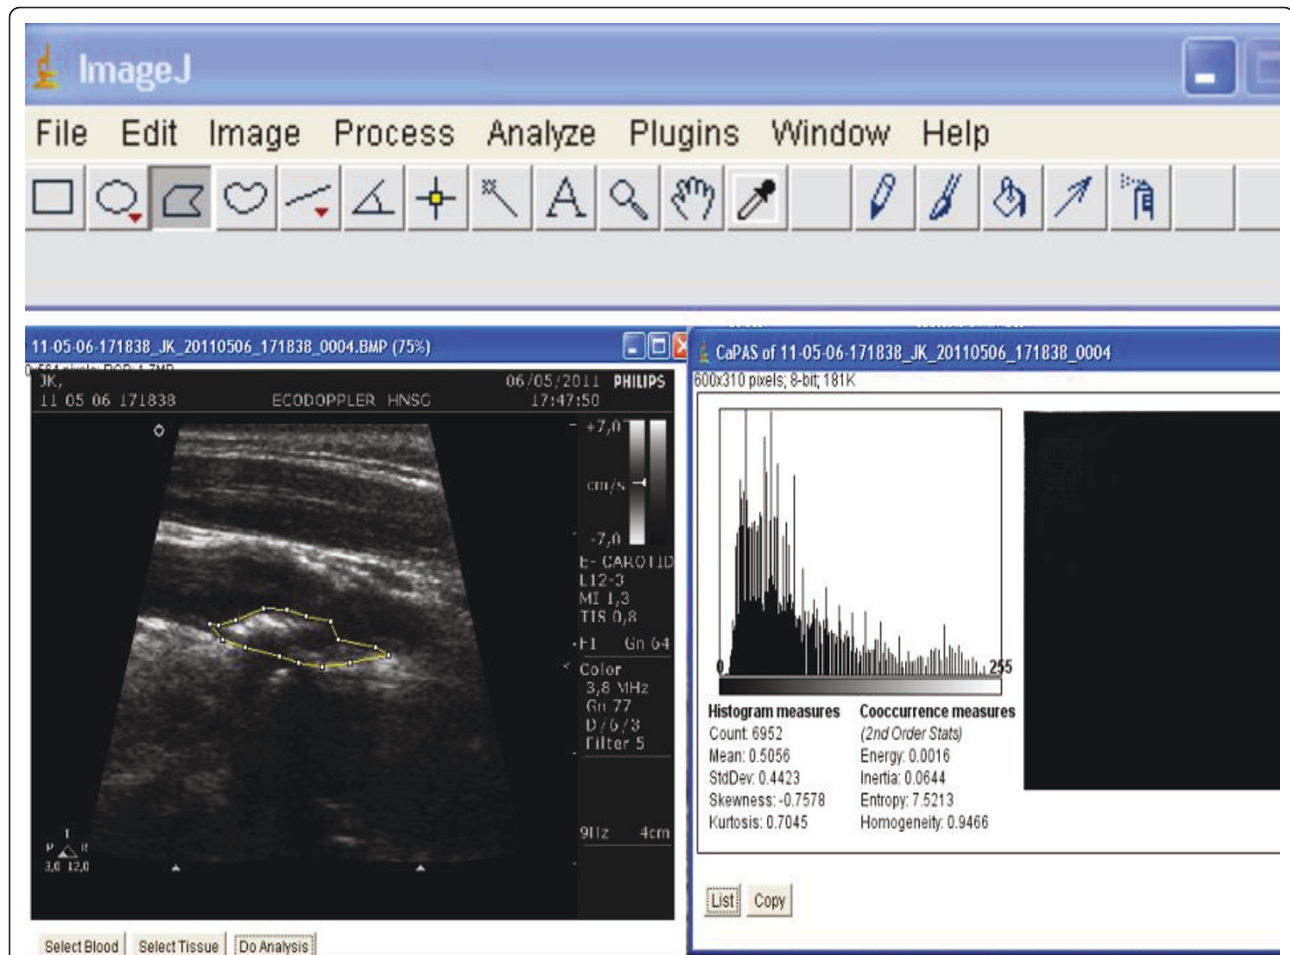 ImageJ
File Edit Image Process Analyze Plugins Window Help
11-05-06-171838_JK_20110506_171838_0004.BMP (75%)
JK,
11 05 06 171838
ECODOPPLER HNSG
06/05/2011 PHILIPS
17:47:50
+7,0
cm/s
-7,0
E- CAROTID
L12-3
MI 1,3
TIS 0,8
F1 Gn 64
Color
3,8 MHz
Gn 77
D/6/3
Filter 5
9Hz 4cm
P R
3,0 12,0
Select Blood Select Tissue Do Analysis
CaPAS of 11-05-06-171838_JK_20110506_171838_0004
600x310 pixels; 8-bit; 181K
0 255
Histogram measures
Count: 6952
Mean: 0.5056
StdDev: 0.4423
Skewness: -0.7578
Kurtosis: 0.7045
Cooccurrence measures
(2nd Order Stats)
Energy: 0.0016
Inertia: 0.0644
Entropy: 7.5213
Homogeneity: 0.9466
List Copy